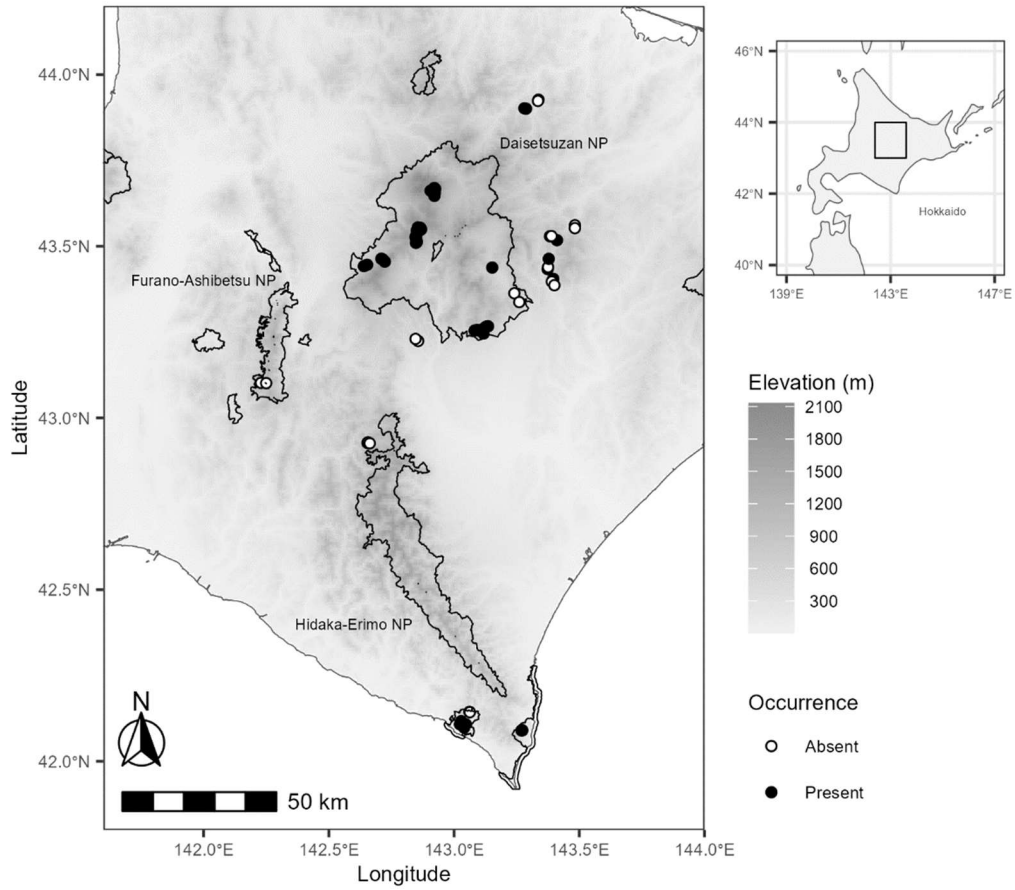 44.0°N
43.5°N
43.0°N
42.5°N
42.0°N
Latitude
142.0°E
142.5°E
143.0°E
143.5°E
144.0°E
Longitude
Daisetsuzan NP
Furano-Ashibetsu NP
Hidaka-Erimo NP
N
50 km
46°N
44°N
42°N
40°N
139°E
143°E
147°E
Hokkaido
Elevation (m)
2100
1800
1500
1200
900
600
300
Occurrence
Absent
Present